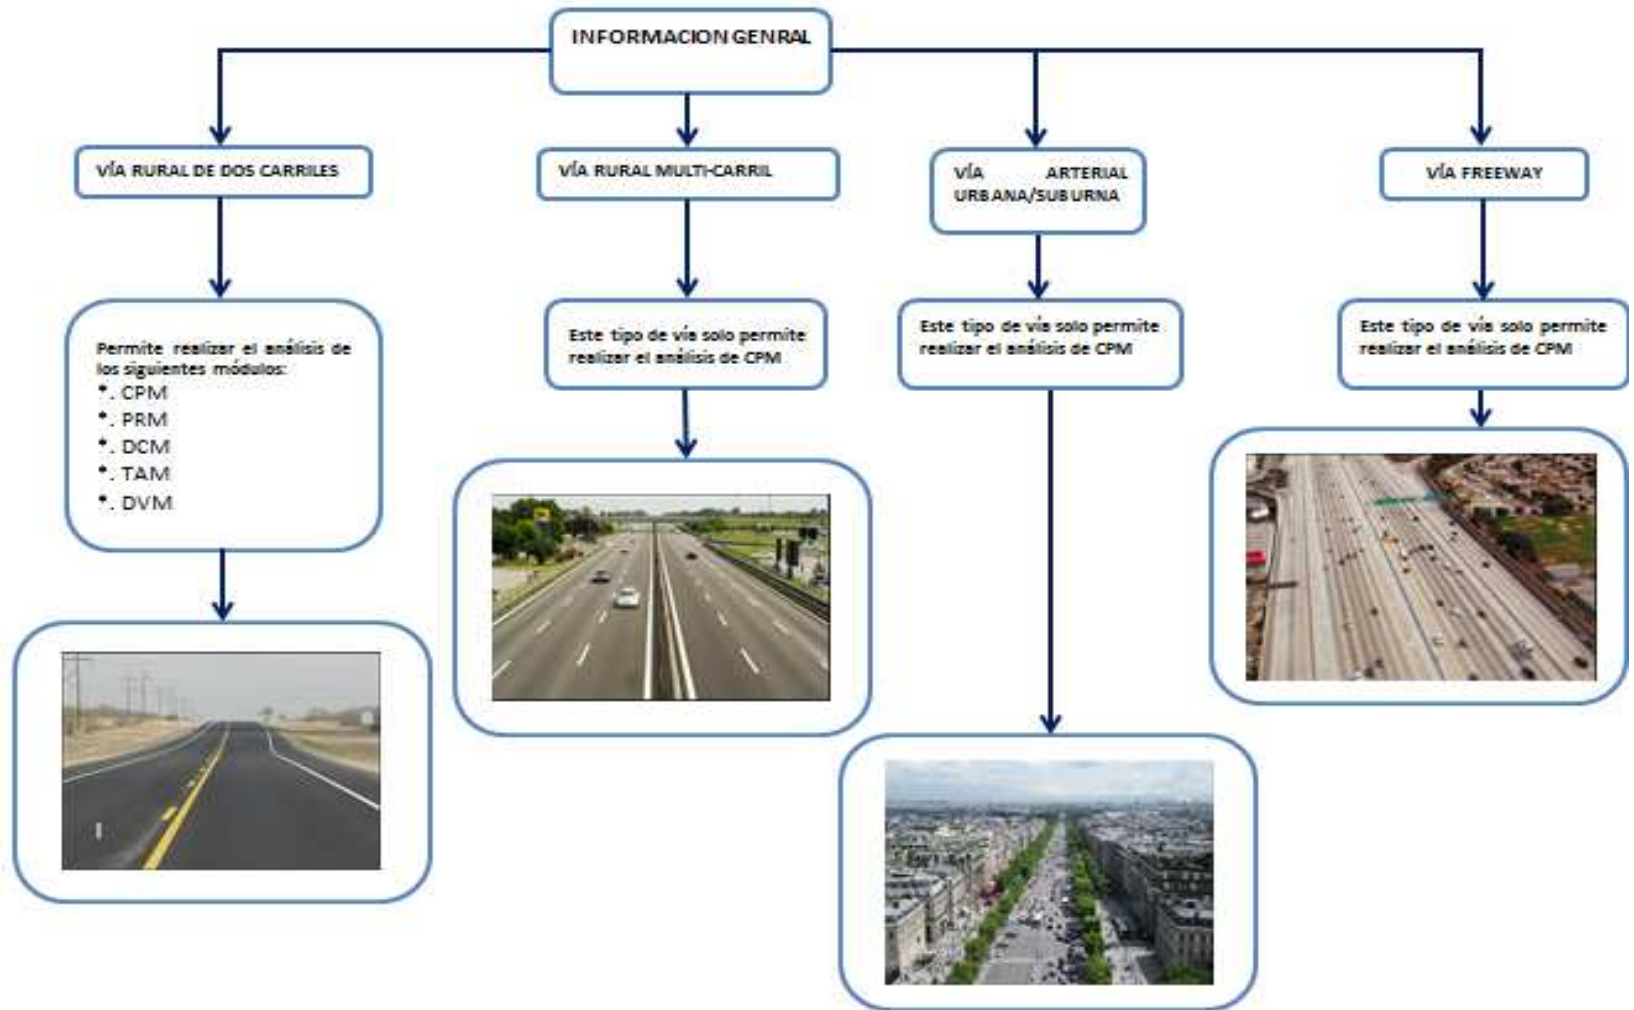 INFORMACION GENRAL
VÍA RURAL DE DOS CARRILES
VÍA RURAL MULTI-CARRIL
VÍA ARTERIAL
URBANA/SUBURNA
VÍA FREEWAY
Permite realizar el análisis de
los siguientes módulos:
*. CPM
*. PRM
*. DCM
*. TAM
*. DVM
Este tipo de vía solo permite
realizar el análisis de CPM
Este tipo de vía solo permite
realizar el análisis de CPM
Este tipo de vía solo permite
realizar el análisis de CPM